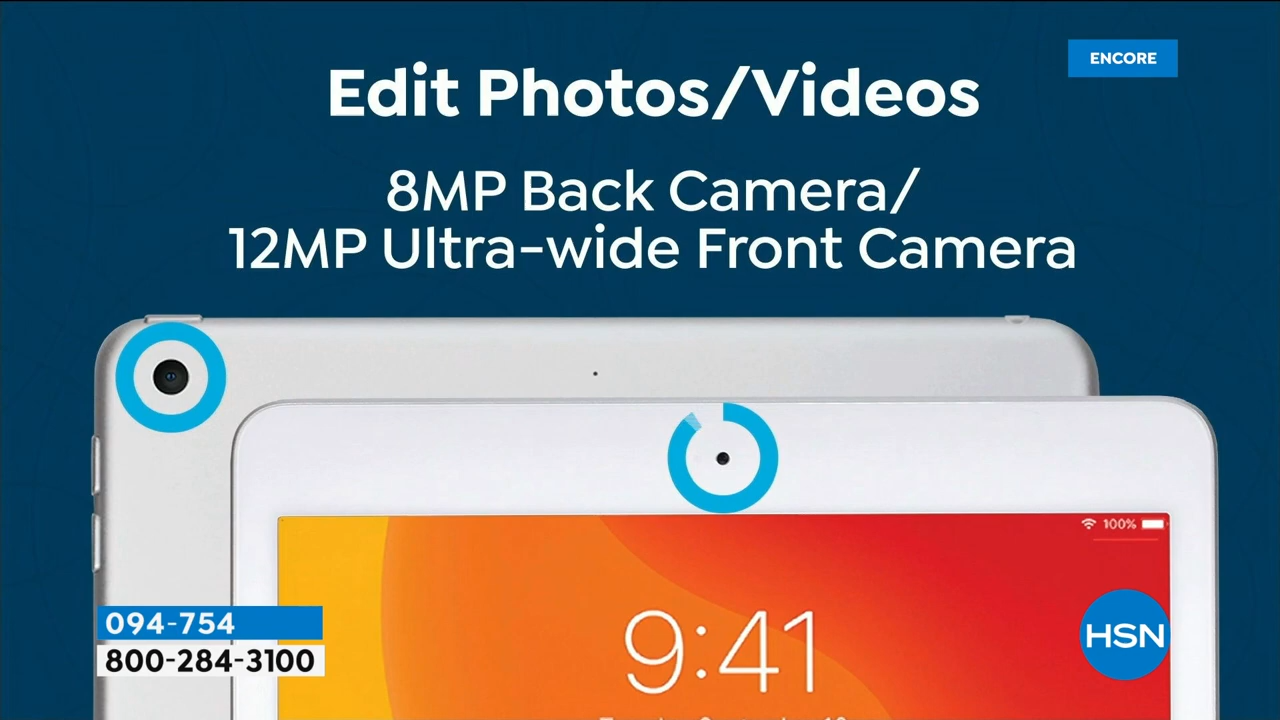 ENCORE
Edit Photos/Videos
8MP Back Camera/
12MP Ultra-wide Front Camera
100%
9:41
094-754
800-284-3100
HSN